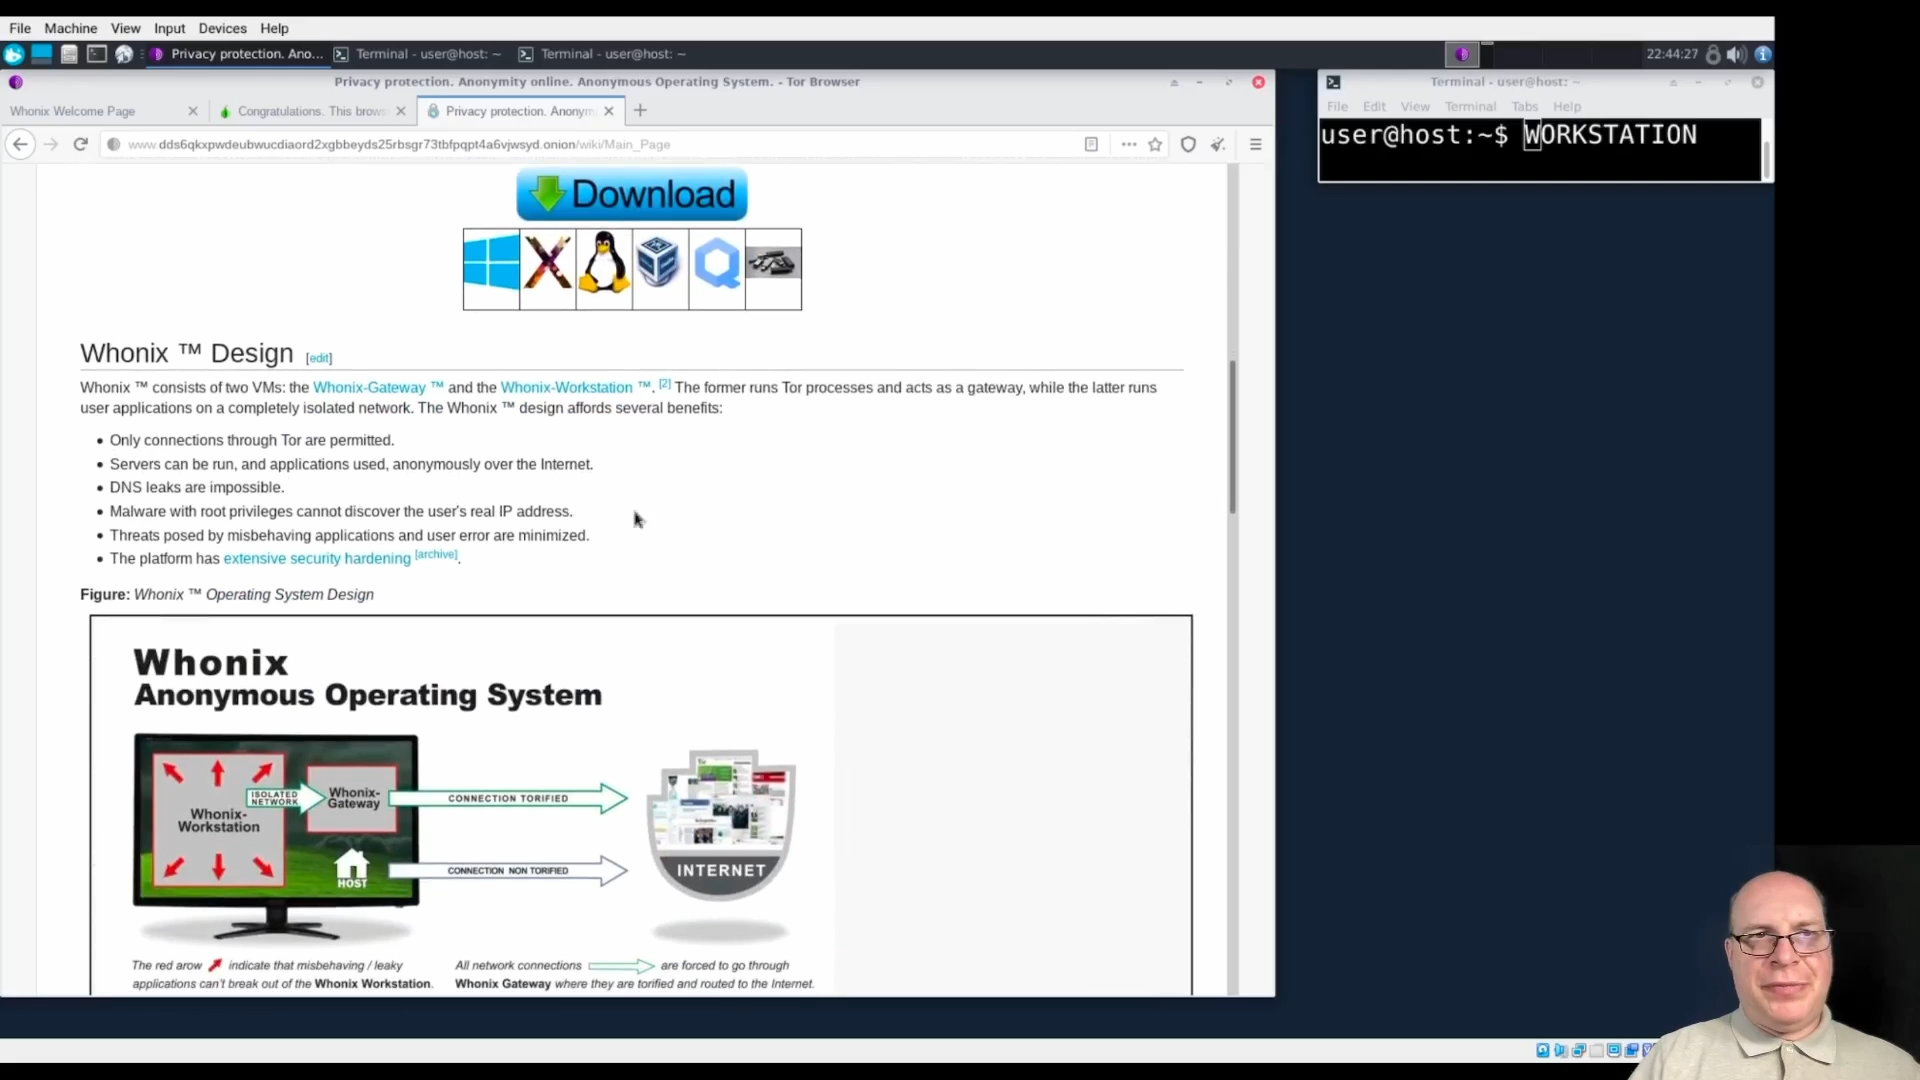 File Machine View Input Devices Help
Privacy protection. Ano... Terminal - user@host: ~ Terminal - user@host: ~ 22:44:27
Privacy protection. Anonymity online. Anonymous Operating System. - Tor Browser
Whonix Welcome Page Congratulations. This brows Privacy protection. Anonym
www.dds6qkxpwdeubwucdiaord2xgbbeyds25rbsgr73tbfpqpt4a6vjwsyd.onion/wiki/Main_Page
Download
Whonix ™ Design [edit]
Whonix ™ consists of two VMs: the Whonix-Gateway ™ and the Whonix-Workstation ™. [2] The former runs Tor processes and acts as a gateway, while the latter runs
user applications on a completely isolated network. The Whonix ™ design affords several benefits:
• Only connections through Tor are permitted.
• Servers can be run, and applications used, anonymously over the Internet.
• DNS leaks are impossible.
• Malware with root privileges cannot discover the user's real IP address.
• Threats posed by misbehaving applications and user error are minimized.
• The platform has extensive security hardening [archive].
Figure: Whonix ™ Operating System Design
Whonix
Anonymous Operating System
Whonix-
Workstation
ISOLATED
NETWORK
Whonix-
Gateway
HOST
CONNECTION TORIFIED
CONNECTION NON TORIFIED
INTERNET
The red arow indicate that misbehaving / leaky
applications can't break out of the Whonix Workstation.
All network connections are forced to go through
Whonix Gateway where they are torified and routed to the Internet.
Terminal - user@host: ~
File Edit View Terminal Tabs Help
user@host:~$ WORKSTATION